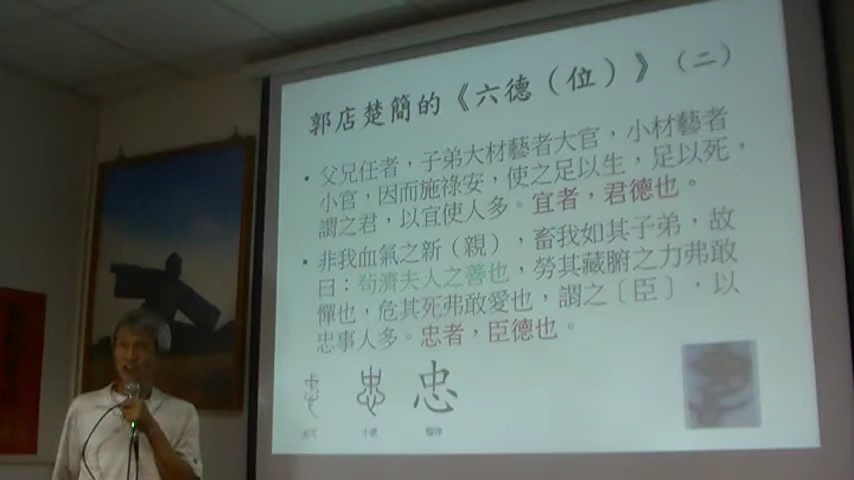 郭店楚簡的《六德（位）》（二）
• 父兄任者，子弟大材藝者大官，小材藝者
小官，因而施祿安，使之足以生，足以死，
謂之君，以宜使人多。宜者，君德也。
• 非我血氣之新（親），畜我如其子弟，故
曰：苟濟夫人之善也，勞其藏腑之力弗敢
憚也，危其死弗敢愛也，謂之〔臣〕，以
忠事人多。忠者，臣德也。
忠
小篆 楷体